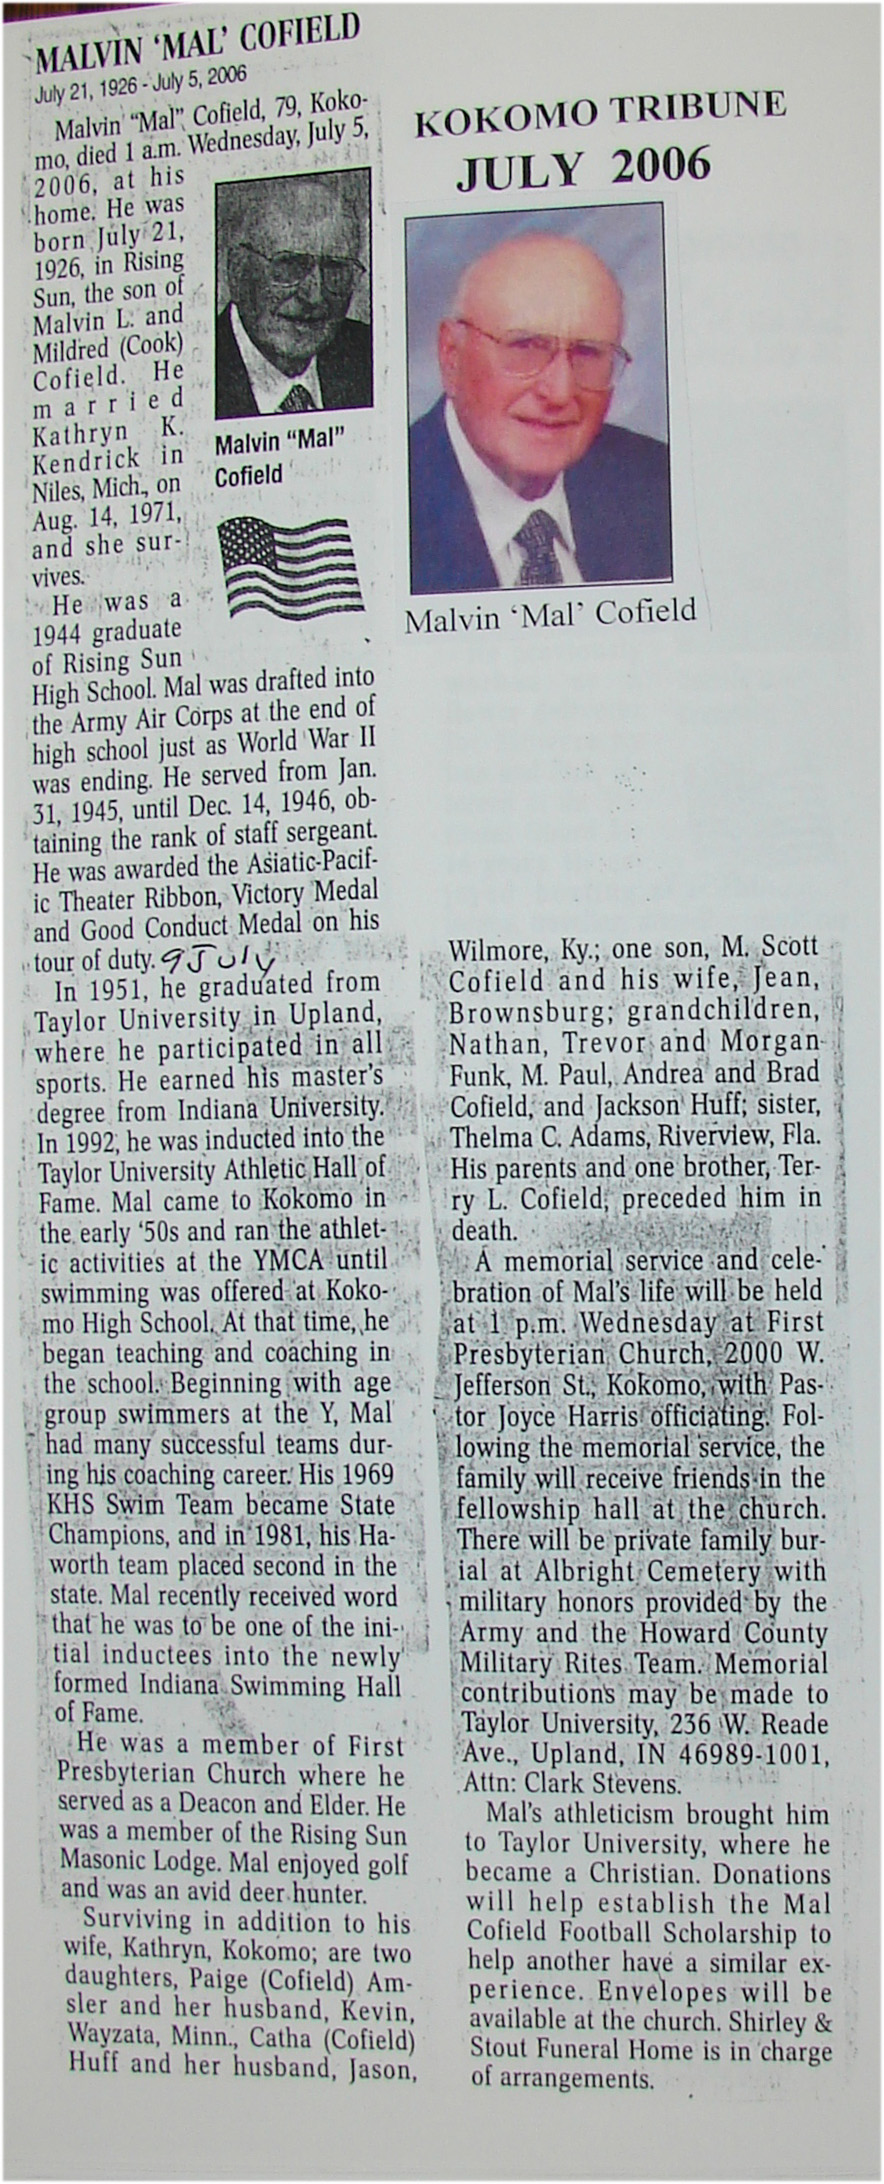 MALVIN ‘MAL’ COFIELD
July 21, 1926 - July 5, 2006
Malvin “Mal” Cofield, 79, Koko-
mo, died 1 a.m. Wednesday, July 5,
2006, at his
home. He was
born July 21,
1926, in Rising
Sun, the son of
Malvin L. and
Mildred (Cook)
Cofield. He
married
Kathryn K.
Kendrick in
Niles, Mich., on
Aug. 14, 1971,
and she sur-
vives.
Malvin “Mal”
Cofield
He was a
1944 graduate
of Rising Sun
High School. Mal was drafted into
the Army Air Corps at the end of
high school just as World War II
was ending. He served from Jan.
31, 1945, until Dec. 14, 1946, ob-
taining the rank of staff sergeant.
He was awarded the Asiatic-Pacif-
ic Theater Ribbon, Victory Medal
and Good Conduct Medal on his
tour of duty. 9 July
In 1951, he graduated from
Taylor University in Upland,
where he participated in all
sports. He earned his master’s
degree from Indiana University.
In 1992, he was inducted into the
Taylor University Athletic Hall of
Fame. Mal came to Kokomo in
the early ‘50s and ran the athlet-
ic activities at the YMCA until
swimming was offered at Koko-
mo High School. At that time, he
began teaching and coaching in
the school. Beginning with age
group swimmers at the Y, Mal
had many successful teams dur-
ing his coaching career. His 1969
KHS Swim Team became State
Champions, and in 1981, his Ha-
worth team placed second in the
state. Mal recently received word
that he was to be one of the ini-
tial inductees into the newly
formed Indiana Swimming Hall
of Fame.
He was a member of First
Presbyterian Church where he
served as a Deacon and Elder. He
was a member of the Rising Sun
Masonic Lodge. Mal enjoyed golf
and was an avid deer hunter.
Surviving in addition to his
wife, Kathryn, Kokomo; are two
daughters, Paige (Cofield) Am-
sler and her husband, Kevin,
Wayzata, Minn., Catha (Cofield)
Huff and her husband, Jason,
KOKOMO TRIBUNE
JULY 2006
Malvin ‘Mal’ Cofield
Wilmore, Ky.; one son, M. Scott
Cofield and his wife, Jean,
Brownsburg; grandchildren,
Nathan, Trevor and Morgan
Funk, M. Paul, Andrea and Brad
Cofield, and Jackson Huff; sister,
Thelma C. Adams, Riverview, Fla.
His parents and one brother, Ter-
ry L. Cofield, preceded him in
death.
A memorial service and cele-
bration of Mal’s life will be held
at 1 p.m. Wednesday at First
Presbyterian Church, 2000 W.
Jefferson St., Kokomo, with Pas-
tor Joyce Harris officiating. Fol-
lowing the memorial service, the
family will receive friends in the
fellowship hall at the church.
There will be private family bur-
ial at Albright Cemetery with
military honors provided by the
Army and the Howard County
Military Rites Team. Memorial
contributions may be made to
Taylor University, 236 W. Reade
Ave., Upland, IN 46989-1001,
Attn: Clark Stevens.
Mal’s athleticism brought him
to Taylor University, where he
became a Christian. Donations
will help establish the Mal
Cofield Football Scholarship to
help another have a similar ex-
perience. Envelopes will be
available at the church. Shirley &
Stout Funeral Home is in charge
of arrangements.